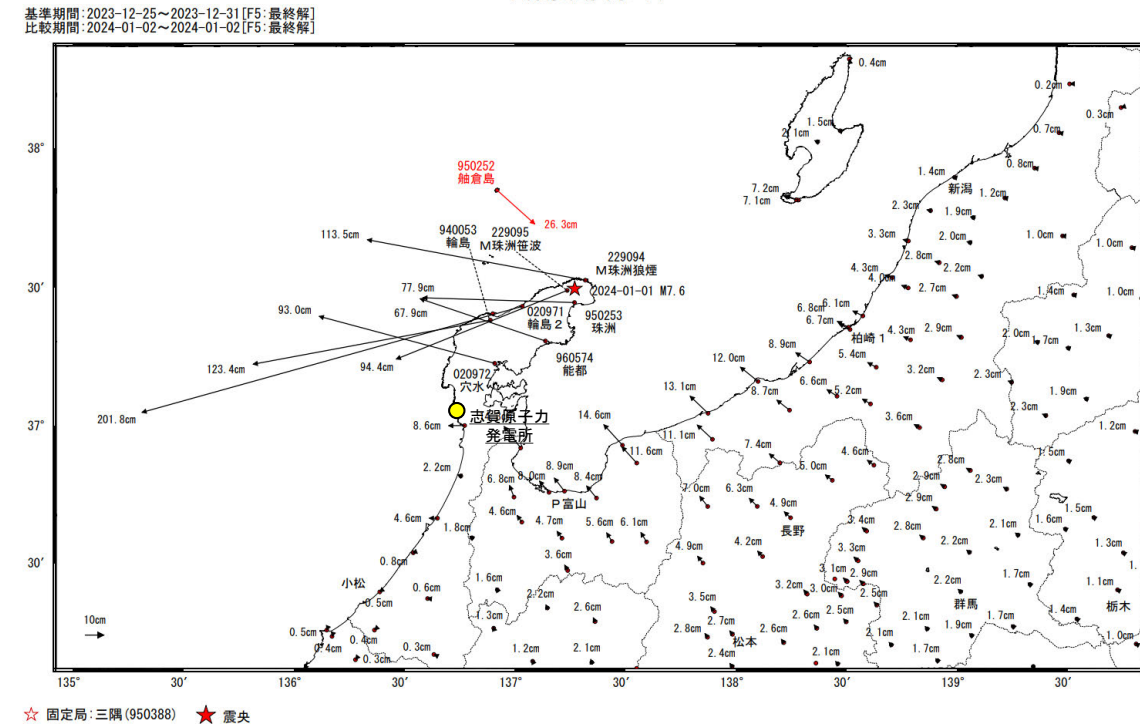 基準期間:2023-12-25～2023-12-31[F5:最終解]
比較期間:2024-01-02～2024-01-02[F5:最終解]
38°
30′
37°
30′
0.4cm
0.2cm
0.3cm
1.5cm
2.1cm
0.7cm
0.8cm
950252
舳倉島
26.3cm
7.2cm
7.1cm
1.4cm
新潟
1.2cm
2.3cm
1.9cm
940053
輪島
229095
M珠洲笹波
113.5cm
229094
M珠洲狼煙
3.3cm
2.0cm
1.0cm
1.0cm
2.8cm
2.2cm
4.3cm
4.0cm
77.9cm
2024-01-01 M7.6
2.7cm
1.4cm
1.0cm
67.9cm
93.0cm
020971
輪島2
950253
珠洲
6.8cm
6.1cm
6.7cm
柏崎1
4.3cm
2.9cm
2.0cm
1.7cm
1.3cm
8.9cm
5.4cm
960574
能都
123.4cm
94.4cm
020972
穴水
12.0cm
3.2cm
2.3cm
13.1cm
8.7cm
6.6cm
5.2cm
1.9cm
201.8cm
志賀原子力
発電所
8.6cm
14.6cm
3.6cm
2.3cm
1.2cm
11.1cm
11.6cm
7.4cm
4.6cm
1.5cm
2.2cm
8.9cm
8.0cm
8.4cm
6.8cm
5.0cm
2.8cm
2.9cm
2.3cm
P富山
7.0cm
6.3cm
4.9cm
2.9cm
4.6cm
1.8cm
4.6cm
4.7cm
5.6cm
6.1cm
長野
3.4cm
2.8cm
2.1cm
1.6cm
1.5cm
0.8cm
3.6cm
4.9cm
4.2cm
3.3cm
2.2cm
1.3cm
小松
0.6cm
1.6cm
3.1cm
2.9cm
2.2cm
1.7cm
1.1cm
0.5cm
2.2cm
3.5cm
3.2cm
3.0cm
2.5cm
群馬
栃木
10cm
2.6cm
1.3cm
2.7cm
2.6cm
2.5cm
2.1cm
1.7cm
1.4cm
0.5cm
0.4cm
0.4cm
2.8cm
松本
2.6cm
2.1cm
1.9cm
1.0cm
0.3cm
0.3cm
1.2cm
2.1cm
2.4cm
2.1cm
1.7cm
135°
30′
136°
30′
137°
30′
138°
30′
139°
30′
固定局:三隅(950388)
震央